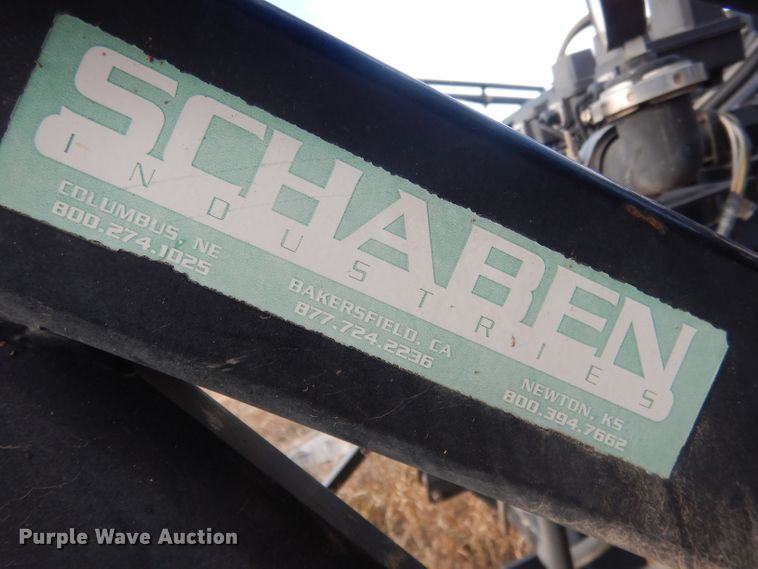 SCHABEN
INDUSTRIES
COLUMBUS, NE
800.274.1025
BAKERSFIELD, CA
877.724.2236
NEWTON, KS
800.394.7662
Purple Wave Auction®